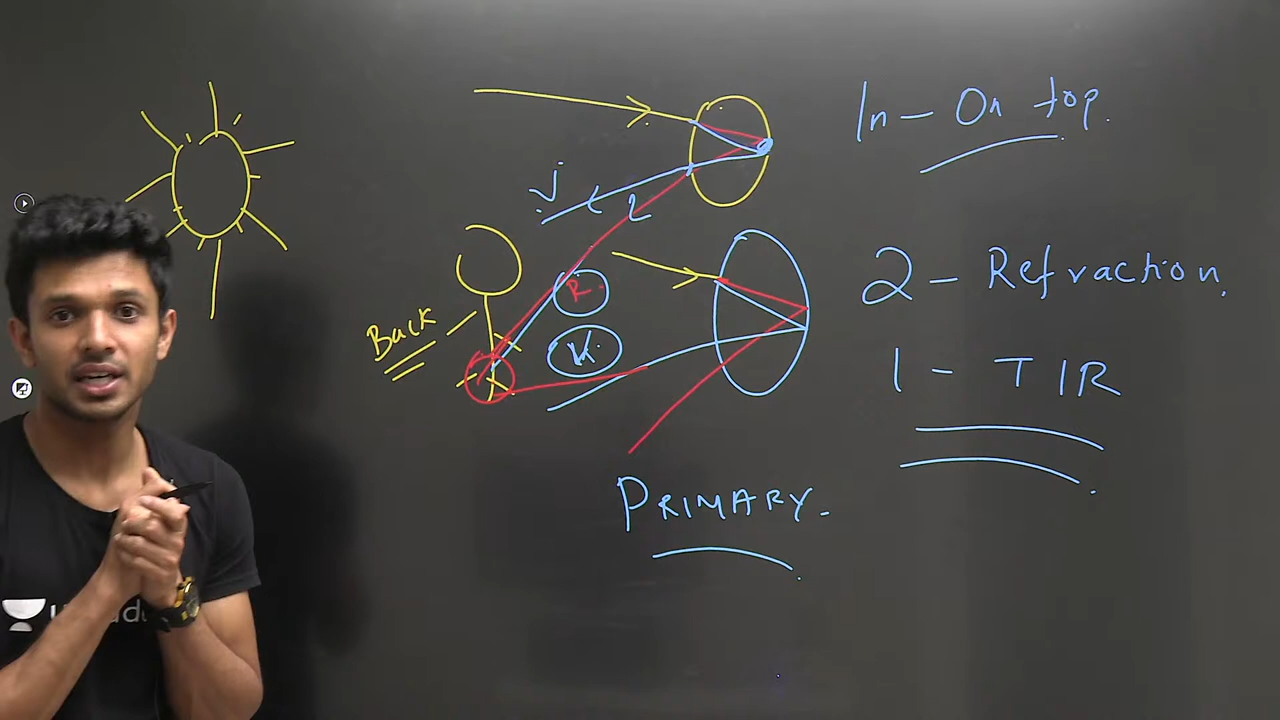 In - On top.
2 - Refraction.
Back
R.
1 - TIR
PRIMARY -